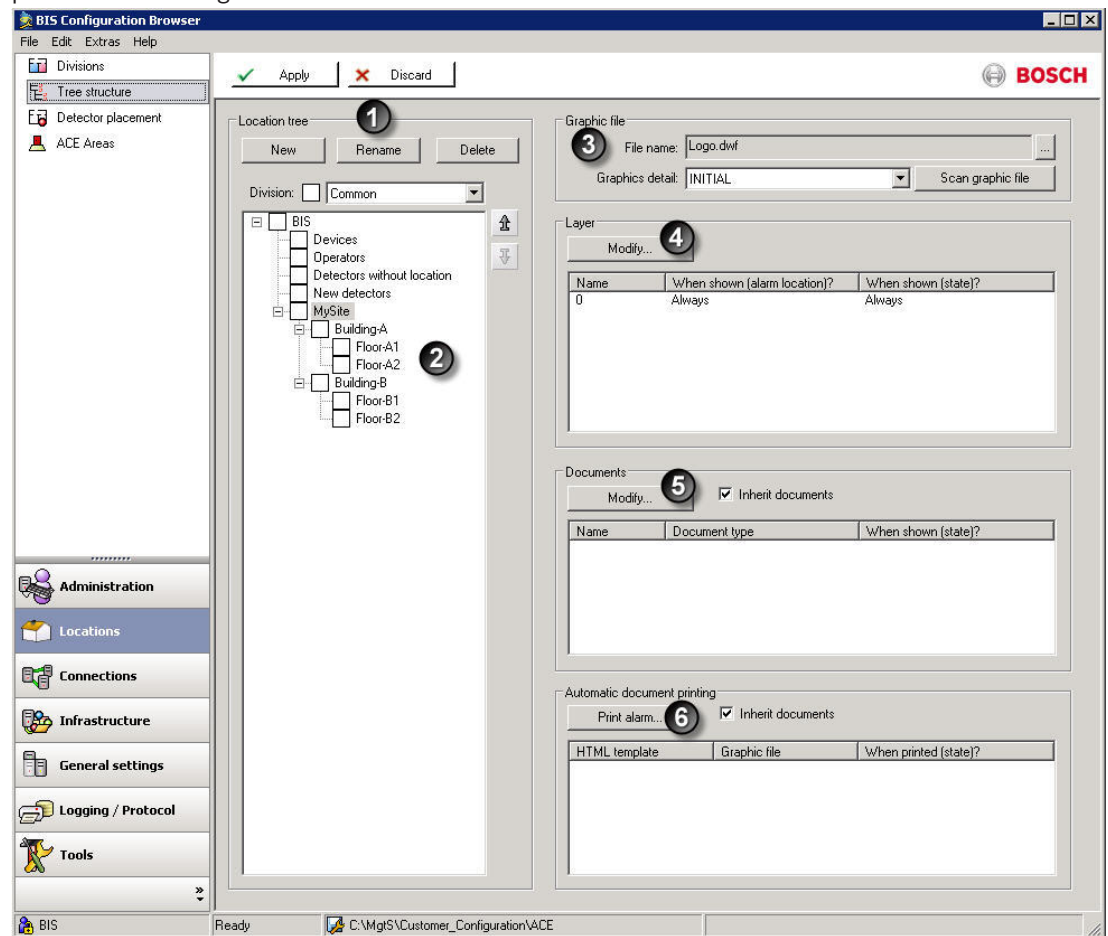 BIS Configuration Browser
File Edit Extras Help
Divisions
Tree structure
Detector placement
ACE Areas
Apply
Discard
BOSCH
Location tree
1
New
Rename
Delete
Division:
Common
BIS
Devices
Operators
Detectors without location
New detectors
MySite
Building-A
Floor-A1
Floor-A2
2
Building-B
Floor-B1
Floor-B2
Graphic file
3
File name: Logo.dwf
...
Graphics detail: INITIAL
Scan graphic file
Layer
Modify...
4
Name When shown (alarm location)? When shown (state)?
0 Always Always
Documents
Modify...
5
Inherit documents
Name Document type When shown (state)?
Automatic document printing
Print alarm...
6
Inherit documents
HTML template Graphic file When printed (state)?
Administration
Locations
Connections
Infrastructure
General settings
Logging / Protocol
Tools
»
BIS
Ready
C:\MgtS\Customer_Configuration\ACE